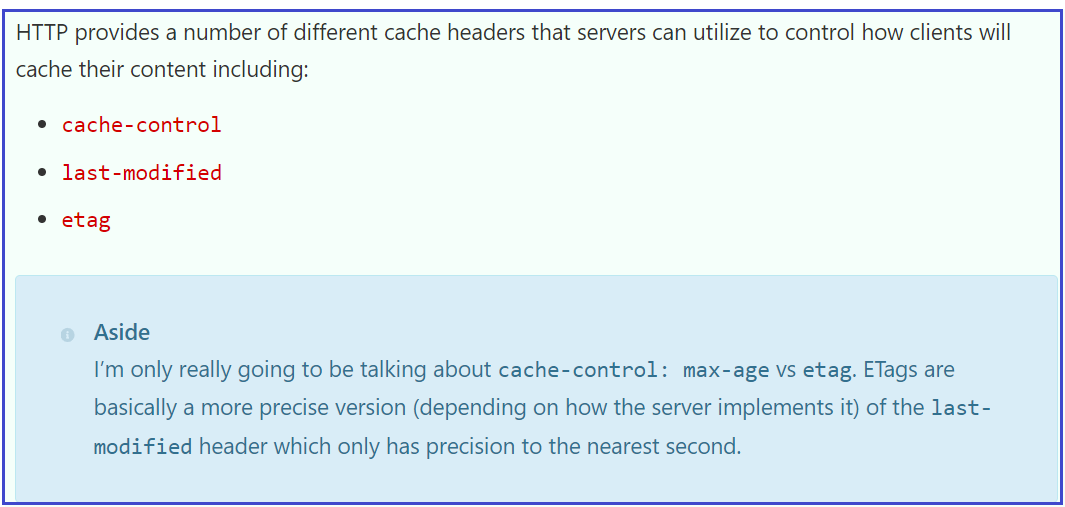 HTTP provides a number of different cache headers that servers can utilize to control how clients will
cache their content including:
cache-control
last-modified
etag
Aside
I’m only really going to be talking about cache-control: max-age vs etag. ETags are
basically a more precise version (depending on how the server implements it) of the last-
modified header which only has precision to the nearest second.